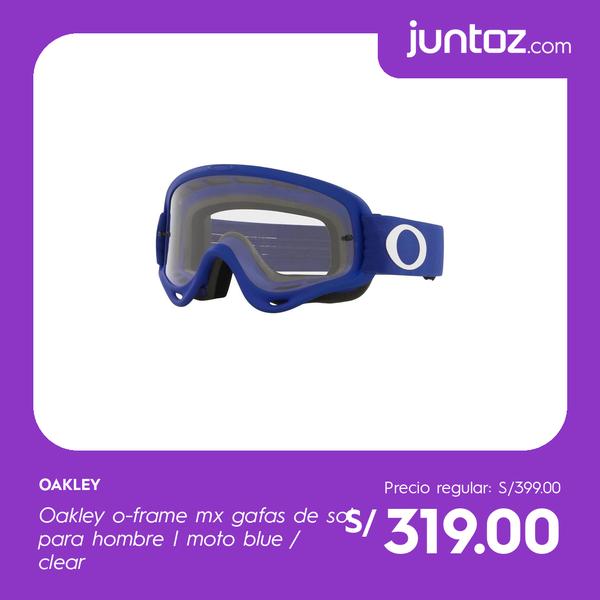 juntoz.com
OAKLEY
Precio regular: S/399.00
Oakley o-frame mx gafas de so
S/ 319.00
para hombre | moto blue /
clear